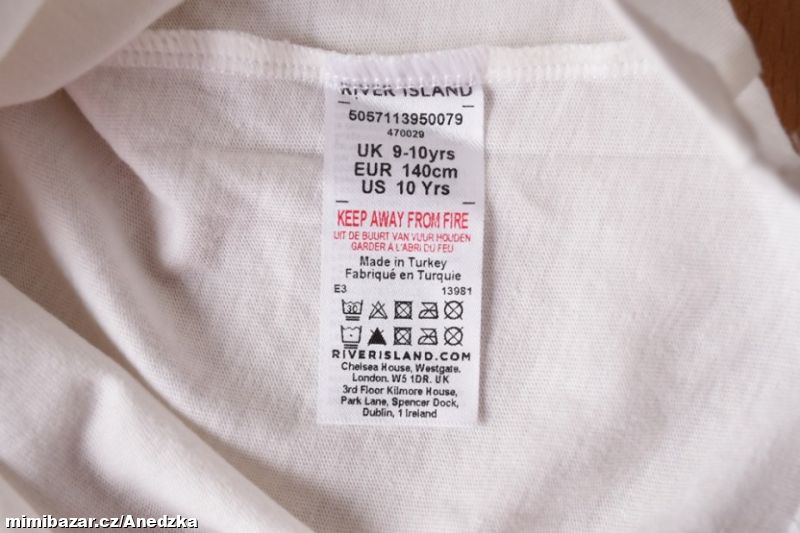 RIVER ISLAND
5057113950079
470029
UK 9-10yrs
EUR 140cm
US 10 Yrs
KEEP AWAY FROM FIRE
UIT DE BUURT VAN VUUR HOUDEN
GARDER A L'ABRI DU FEU
Made in Turkey
Fabriqué en Turquie
E3 13981
30
RIVERISLAND.COM
Chelsea House, Westgate.
London. W5 1DR. UK
3rd Floor Kilmore House,
Park Lane, Spencer Dock,
Dublin, 1 Ireland
mimibazar.cz/Anedzka